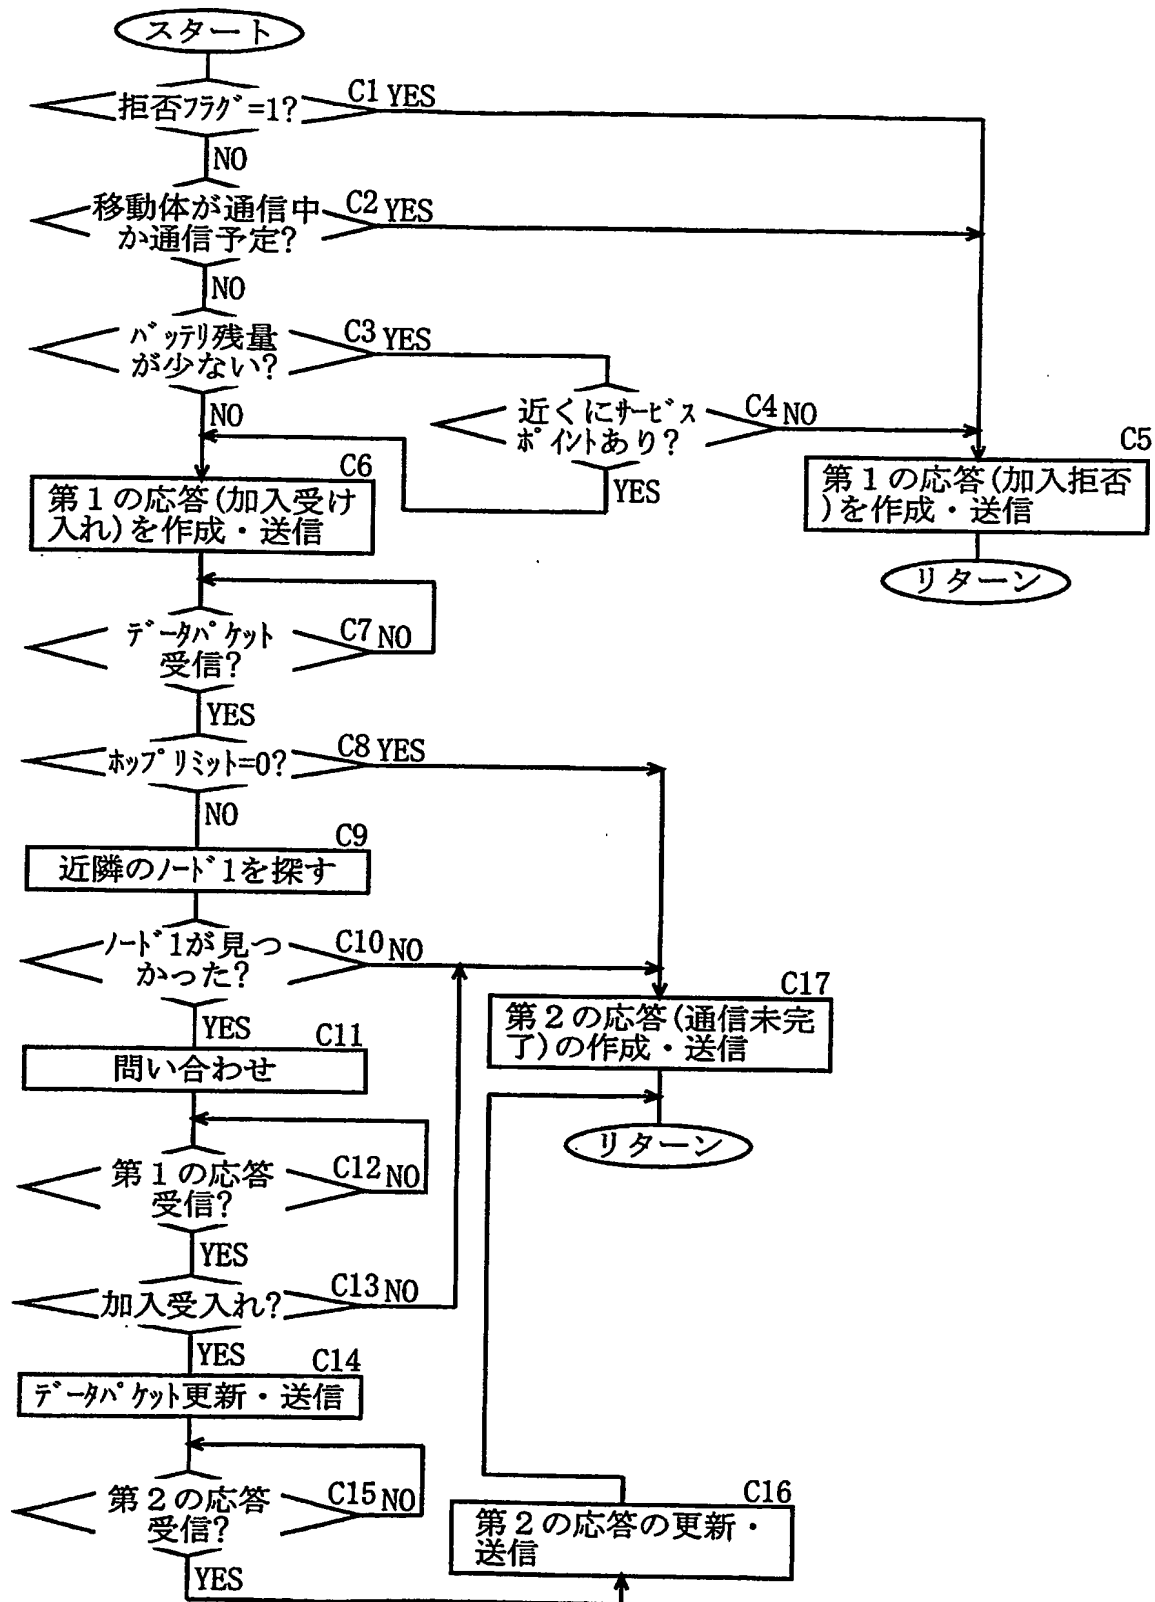 スタート
C1 YES
拒否フラグ=1?
NO
C2 YES
移動体が通信中
か通信予定?
NO
C3 YES
バッテリ残量
が少ない?
NO
C4 NO
近くにサービス
ポイントあり?
YES
C5
第1の応答(加入拒否
)を作成・送信
リターン
C6
第1の応答(加入受け
入れ)を作成・送信
C7 NO
データパケット
受信?
YES
C8 YES
ホップリミット=0?
NO
C9
近隣のノード1を探す
C10 NO
ノード1が見つ
かった?
YES
C17
第2の応答(通信未完
了)の作成・送信
リターン
C11
問い合わせ
C12 NO
第1の応答
受信?
YES
C13 NO
加入受入れ?
YES
C14
データパケット更新・送信
C15 NO
第2の応答
受信?
YES
C16
第2の応答の更新・
送信